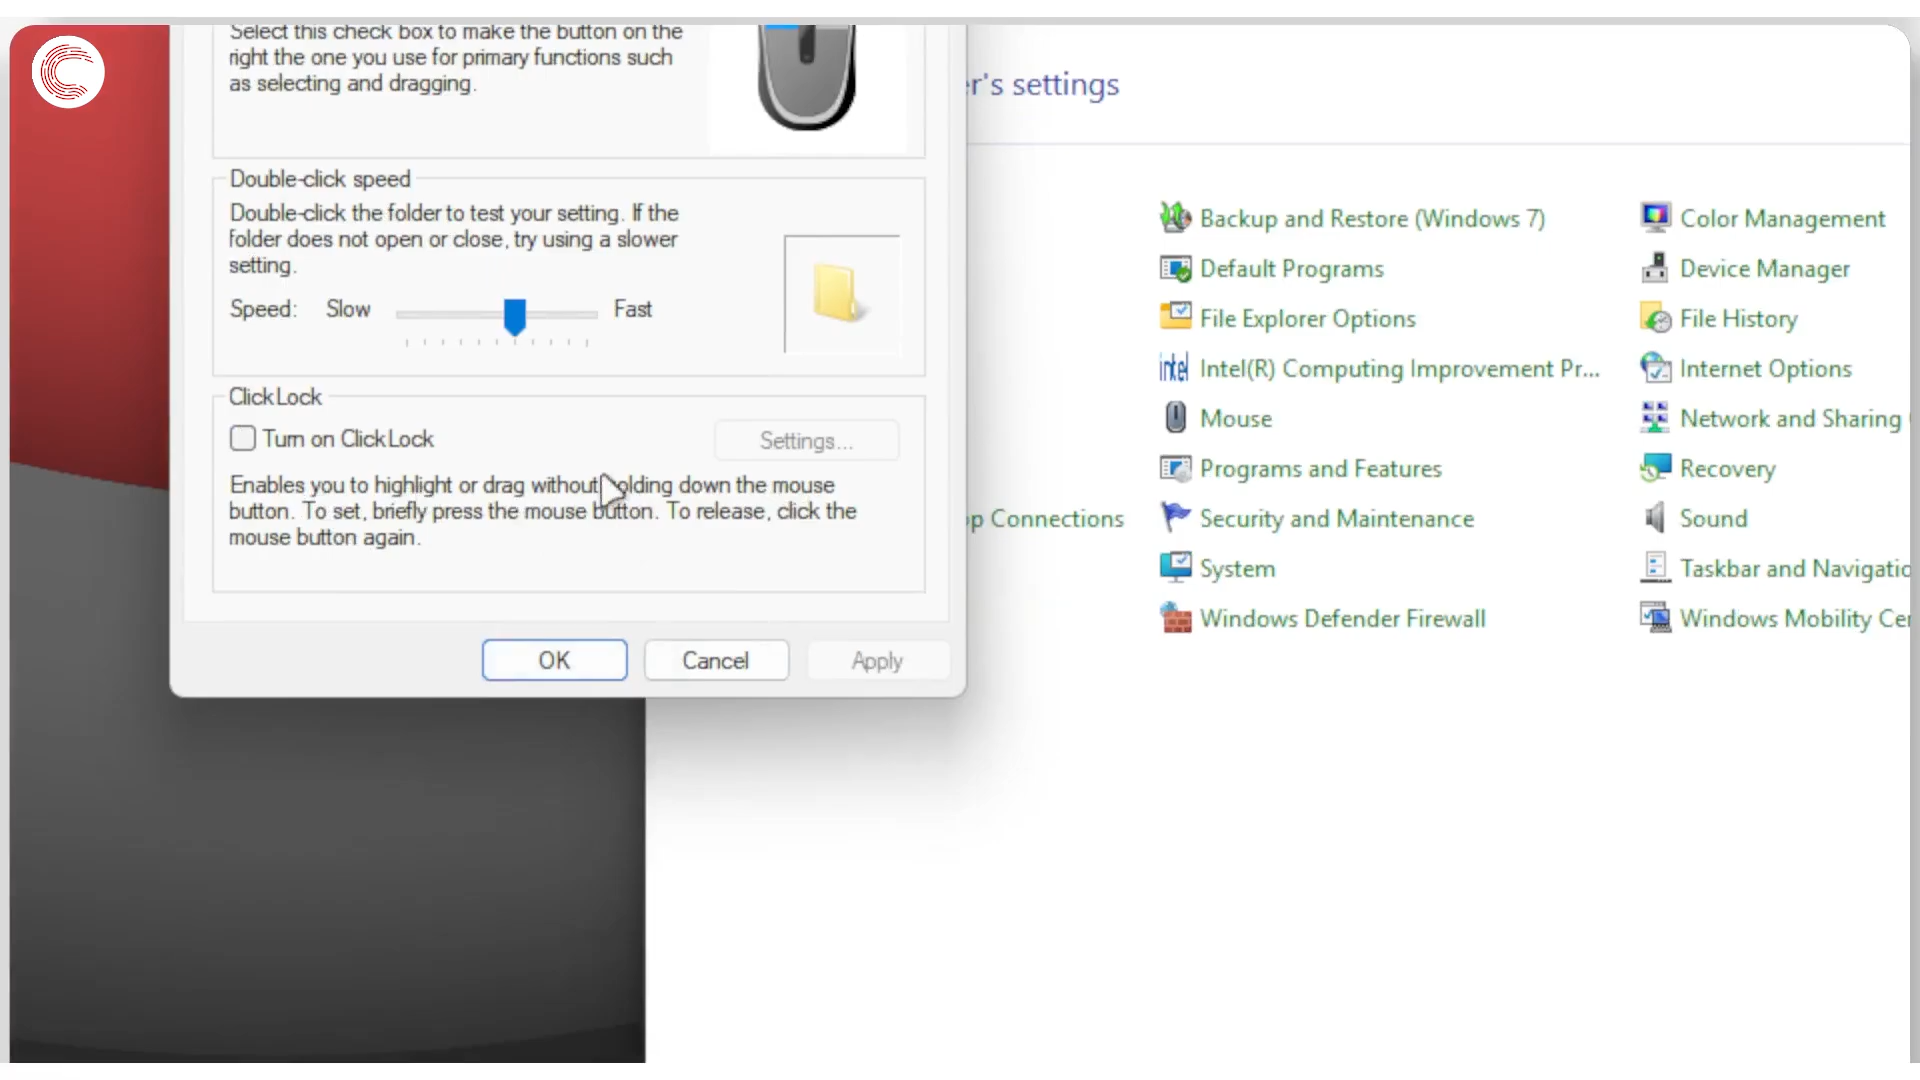 Select this check box to make the button on the
right the one you use for primary functions such
as selecting and dragging.
Double-click speed
Double-click the folder to test your setting. If the
folder does not open or close, try using a slower
setting.
Speed: Slow Fast
ClickLock
Turn on ClickLock
Settings...
Enables you to highlight or drag without olding down the mouse
button. To set, briefly press the mouse button. To release, click the
mouse button again.
OK
Cancel
Apply
er's settings
op Connections
Backup and Restore (Windows 7)
Default Programs
File Explorer Options
intel Intel(R) Computing Improvement Pr...
Mouse
Programs and Features
Security and Maintenance
System
Windows Defender Firewall
Color Management
Device Manager
File History
Internet Options
Network and Sharing
Recovery
Sound
Taskbar and Navigatio
Windows Mobility Cer